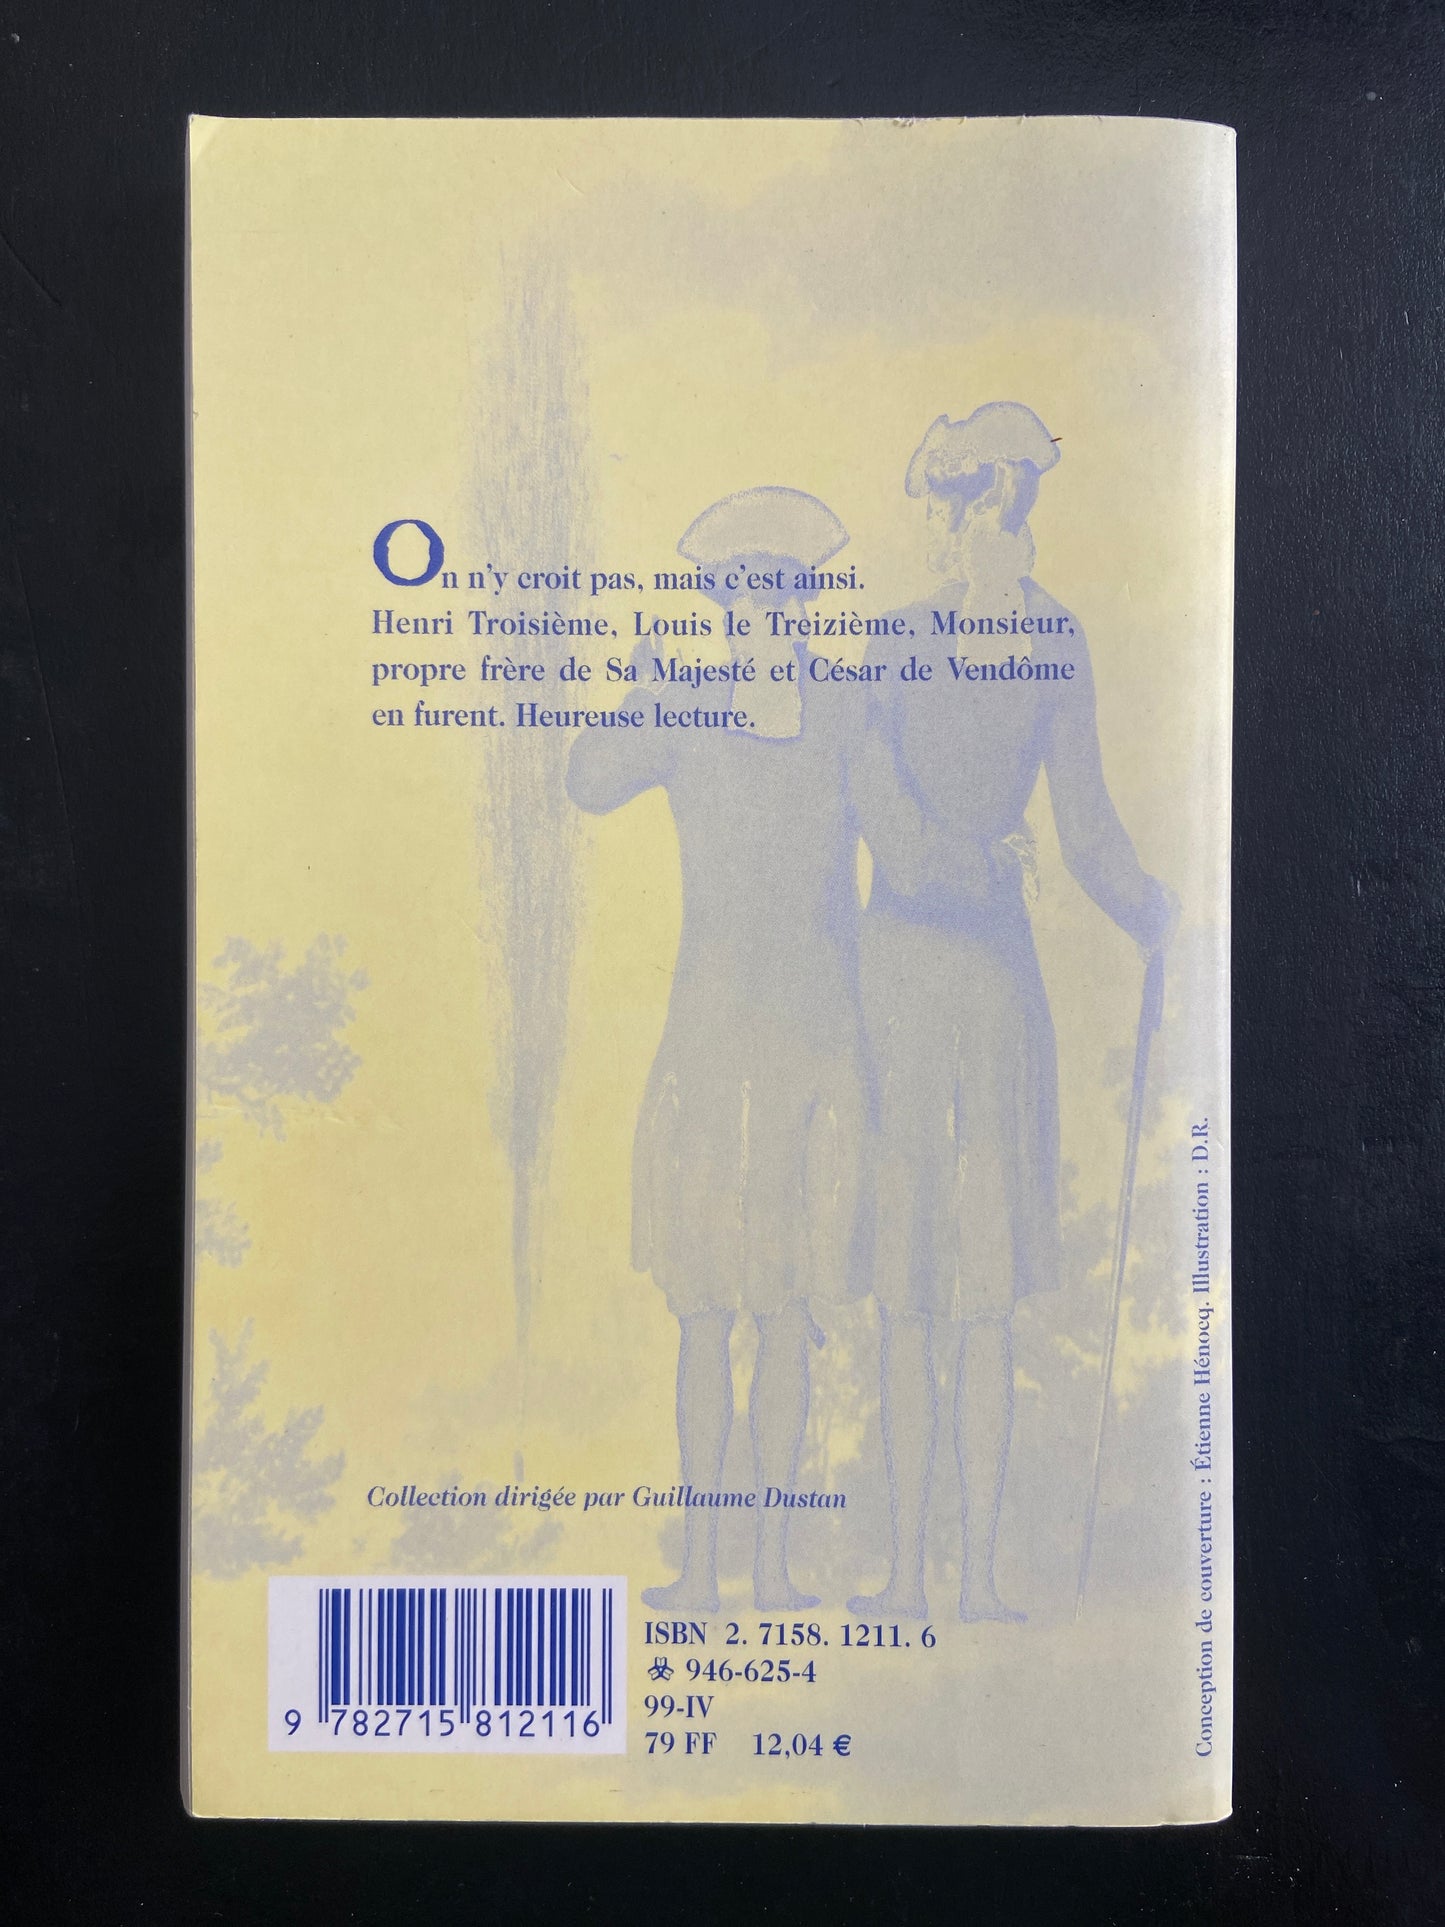 On n'y croit pas, mais c'est ainsi.
Henri Troisième, Louis le Treizième, Monsieur,
propre frère de Sa Majesté et César de Vendôme
en furent. Heureuse lecture.
Collection dirigée par Guillaume Dustan
9 782715 812116
ISBN 2. 7158. 1211. 6
946-625-4
99-IV
79 FF 12,04 €
Conception de couverture : Étienne Hénocq. Illustration : D.R.